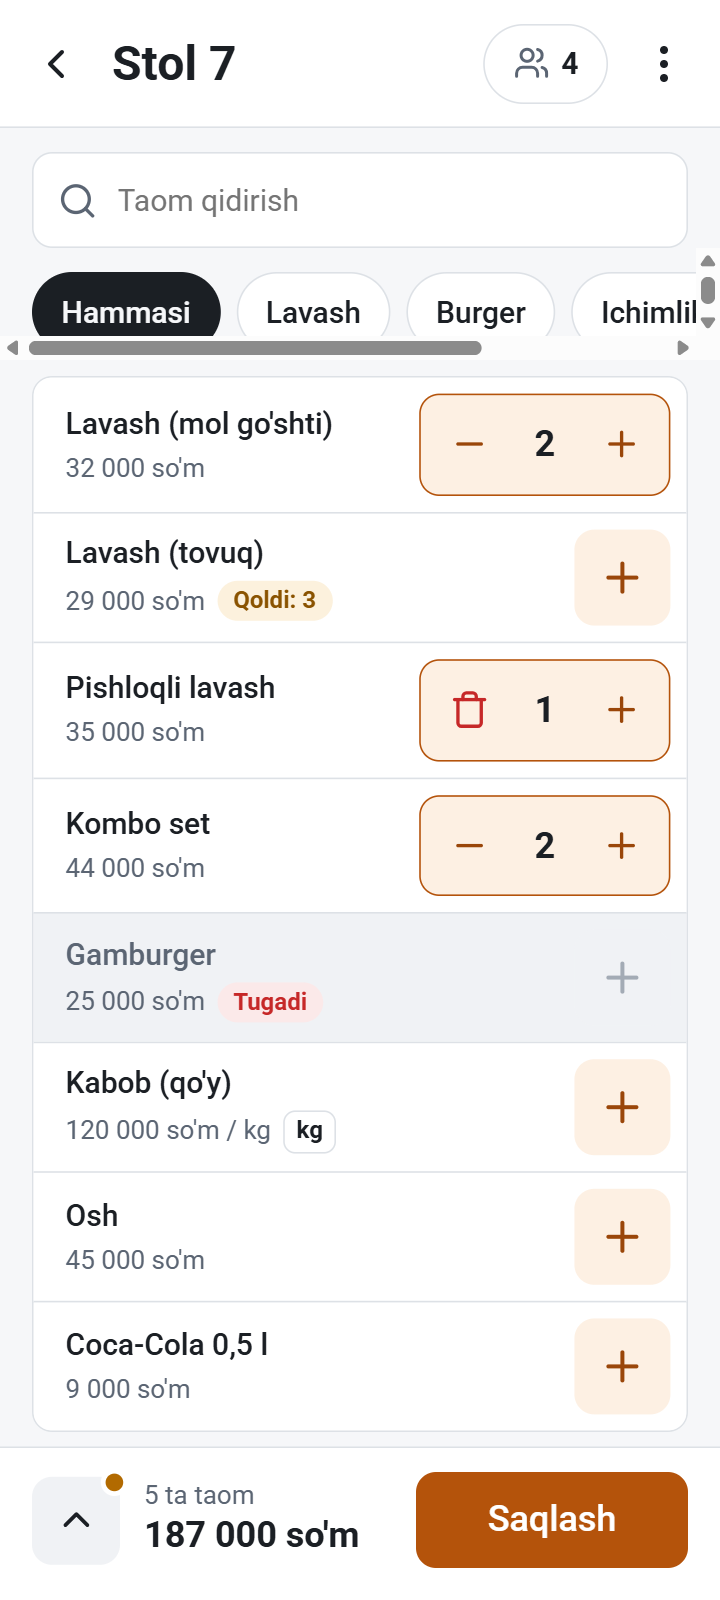 Stol 7
4
Taom qidirish
Hammasi
Lavash
Burger
Ichimlil
Lavash (mol go'shti)
32 000 so'm
2
Lavash (tovuq)
29 000 so'm
Qoldi: 3
Pishloqli lavash
35 000 so'm
1
Kombo set
44 000 so'm
2
Gamburger
25 000 so'm
Tugadi
Kabob (qo'y)
120 000 so'm / kg
kg
Osh
45 000 so'm
Coca-Cola 0,5 l
9 000 so'm
5 ta taom
187 000 so'm
Saqlash